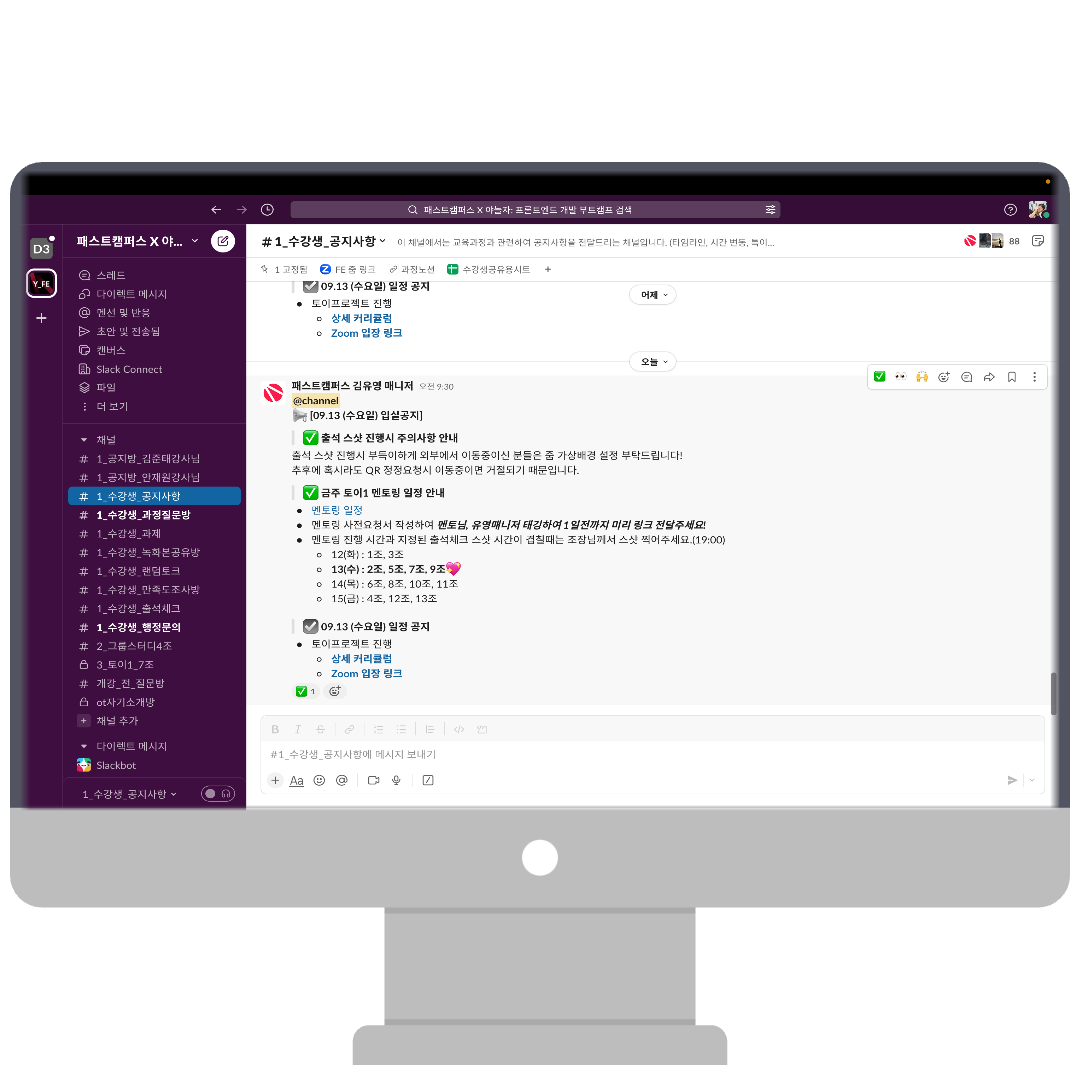 패스트캠퍼스 X 야놀자: 프론트엔드 개발 부트캠프 검색
D3
Y_FE
패스트캠퍼스 X 야...
스레드
다이렉트 메시지
멘션 및 반응
초안 및 전송됨
캔버스
Slack Connect
파일
더 보기
채널
# 1_공지방_김준태강사님
# 1_공지방_안재원강사님
# 1_수강생_공지사항
# 1_수강생_과정질문방
# 1_수강생_과제
# 1_수강생_녹화본공유방
# 1_수강생_랜덤토크
# 1_수강생_만족도조사방
# 1_수강생_출석체크
# 1_수강생_행정문의
# 2_그룹스터디4조
3_토이1_7조
# 개강_전_질문방
ot자기소개방
+ 채널 추가
다이렉트 메시지
Slackbot
1_수강생_공지사항
# 1_수강생_공지사항
이 채널에서는 교육과정과 관련하여 공지사항을 전달드리는 채널입니다. (타임라인, 시간 변동, 특이...
88
1 고정됨
FE 줌 링크
과정노션
수강생공유용시트
+
09.13 (수요일) 일정 공지
어제
• 토이프로젝트 진행
상세 커리큘럼
Zoom 입장 링크
오늘
패스트캠퍼스 김유영 매니저 오전 9:30
@channel
[09.13 (수요일) 입실공지]
✅ 출석 스샷 진행시 주의사항 안내
출석 스샷 진행시 부득이하게 외부에서 이동중이신 분들은 줌 가상배경 설정 부탁드립니다!
추후에 혹시라도 QR 정정요청시 이동중이면 거절되기 때문입니다.
✅ 금주 토이1 멘토링 일정 안내
• 멘토링 일정
• 멘토링 사전요청서 작성하여 멘토님, 유영매니저 태깅하여 1일전까지 미리 링크 전달주세요!
• 멘토링 진행 시간과 지정된 출석체크 스샷 시간이 겹칠때는 조장님께서 스샷 찍어주세요.(19:00)
12(화) : 1조, 3조
13(수) : 2조, 5조, 7조, 9조💖
14(목) : 6조, 8조, 10조, 11조
15(금) : 4조, 12조, 13조
09.13 (수요일) 일정 공지
• 토이프로젝트 진행
상세 커리큘럼
Zoom 입장 링크
✅ 1
B I S
#1_수강생_공지사항에 메시지 보내기
+ Aa